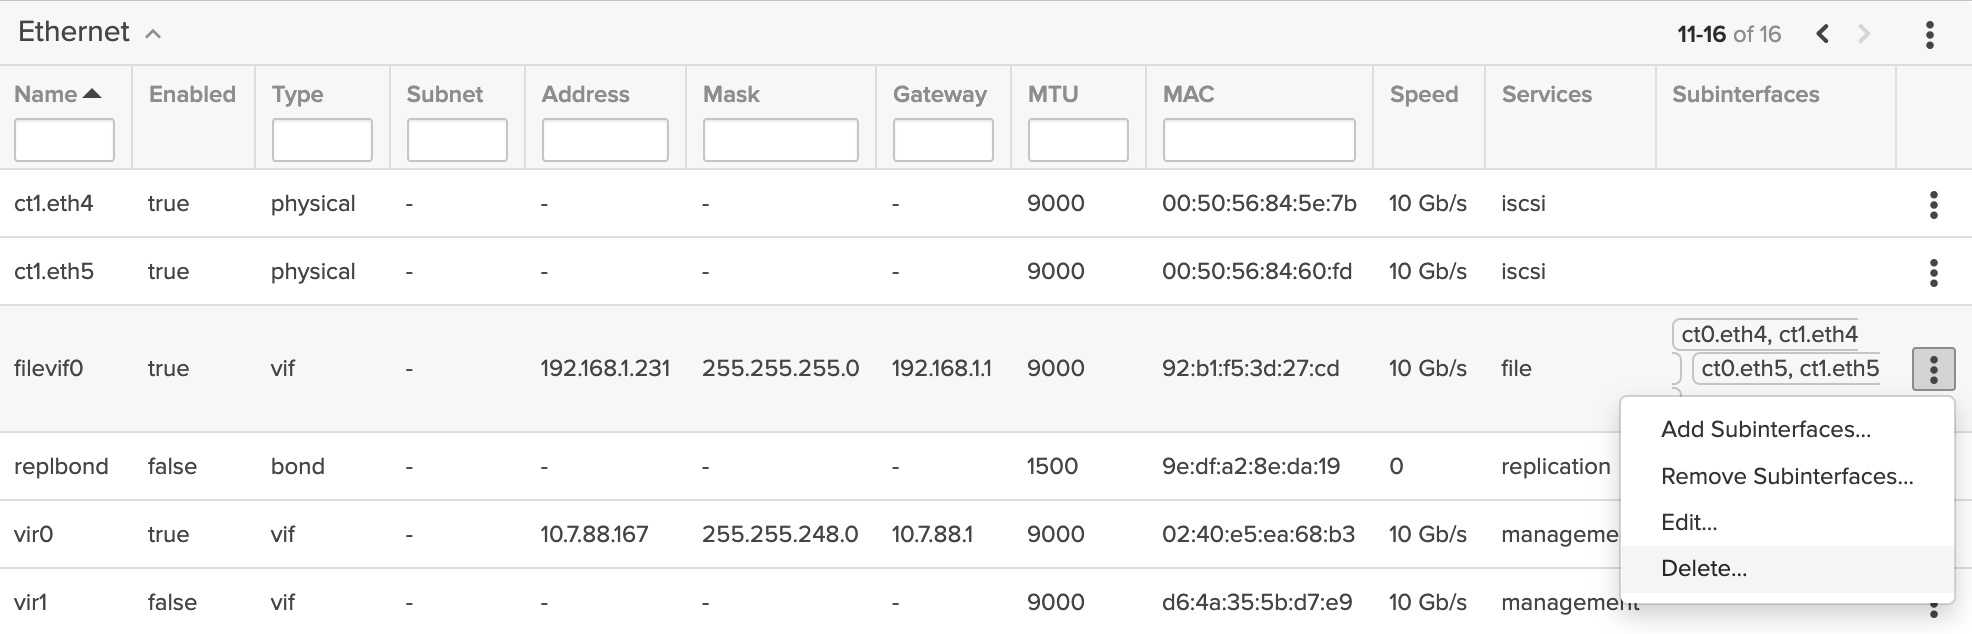 Ethernet 11-16 of 16
Name Enabled Type Subnet Address Mask Gateway MTU MAC Speed Services Subinterfaces
ct1.eth4 true physical - - - - 9000 00:50:56:84:5e:7b 10 Gb/s iscsi
ct1.eth5 true physical - - - - 9000 00:50:56:84:60:fd 10 Gb/s iscsi
ct0.eth4, ct1.eth4
filevif0 true vif - 192.168.1.231 255.255.255.0 192.168.1.1 9000 92:b1:f5:3d:27:cd 10 Gb/s file ct0.eth5, ct1.eth5
replbond false bond - - - - 1500 9e:df:a2:8e:da:19 0 replication
vir0 true vif - 10.7.88.167 255.255.248.0 10.7.88.1 9000 02:40:e5:ea:68:b3 10 Gb/s manageme
vir1 false vif - - - - 9000 d6:4a:35:5b:d7:e9 10 Gb/s management
Add Subinterfaces...
Remove Subinterfaces...
Edit...
Delete...